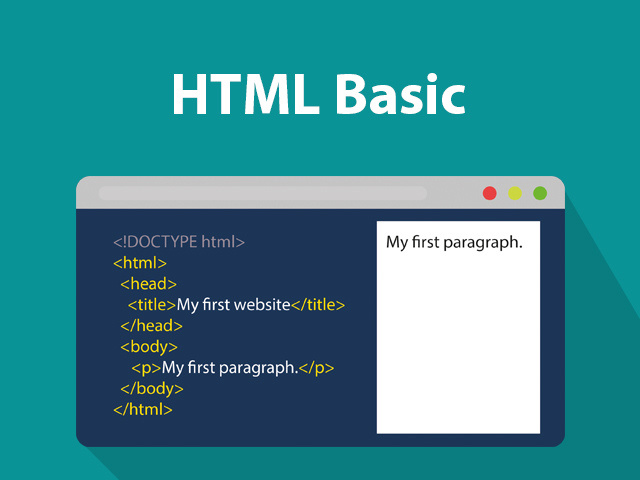 HTML Basic
<!DOCTYPE html>
<html>
<head>
<title>My first website</title>
</head>
<body>
<p>My first paragraph.</p>
</body>
</html>
My first paragraph.